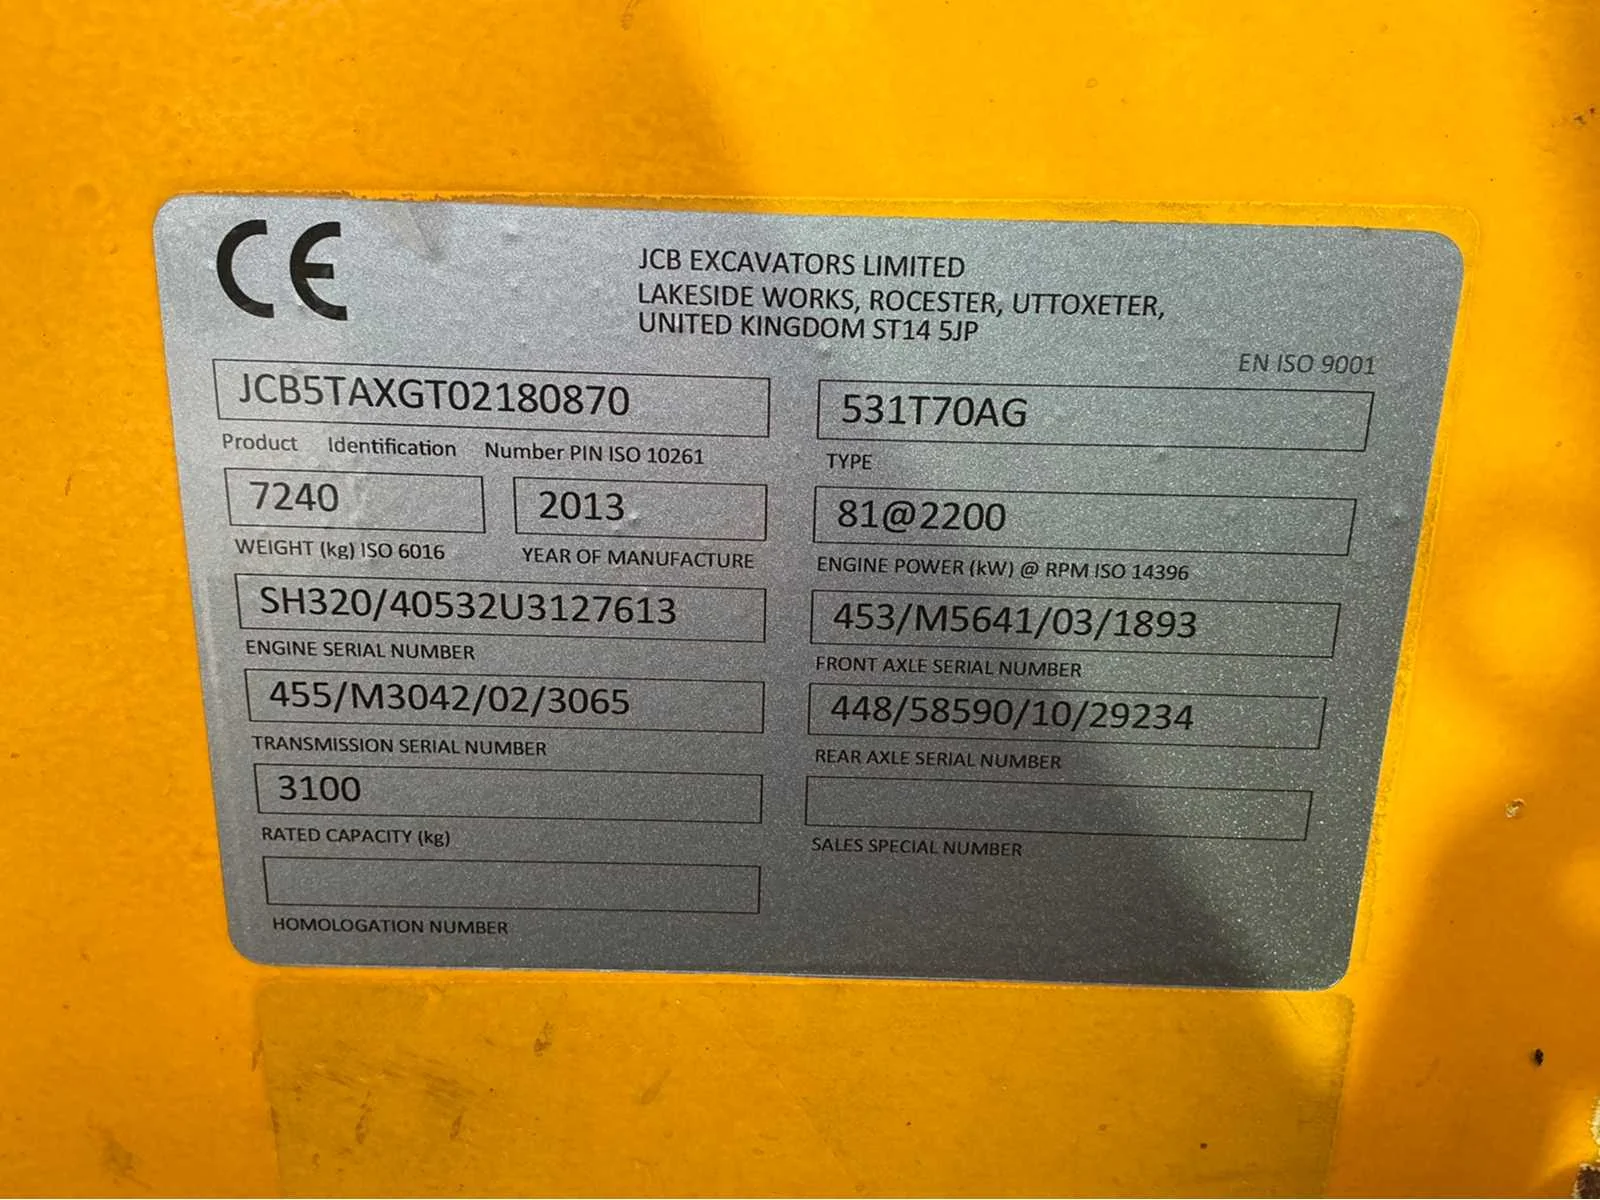 CE
JCB EXCAVATORS LIMITED
LAKESIDE WORKS, ROCESTER, UTTOXETER,
UNITED KINGDOM ST14 5JP
EN ISO 9001
JCB5TAXGT02180870
Product Identification Number PIN ISO 10261
531T70AG
TYPE
7240
WEIGHT (kg) ISO 6016
2013
YEAR OF MANUFACTURE
81@2200
ENGINE POWER (kW) @ RPM ISO 14396
SH320/40532U3127613
ENGINE SERIAL NUMBER
453/M5641/03/1893
FRONT AXLE SERIAL NUMBER
455/M3042/02/3065
TRANSMISSION SERIAL NUMBER
448/58590/10/29234
REAR AXLE SERIAL NUMBER
3100
RATED CAPACITY (kg)
SALES SPECIAL NUMBER
HOMOLOGATION NUMBER